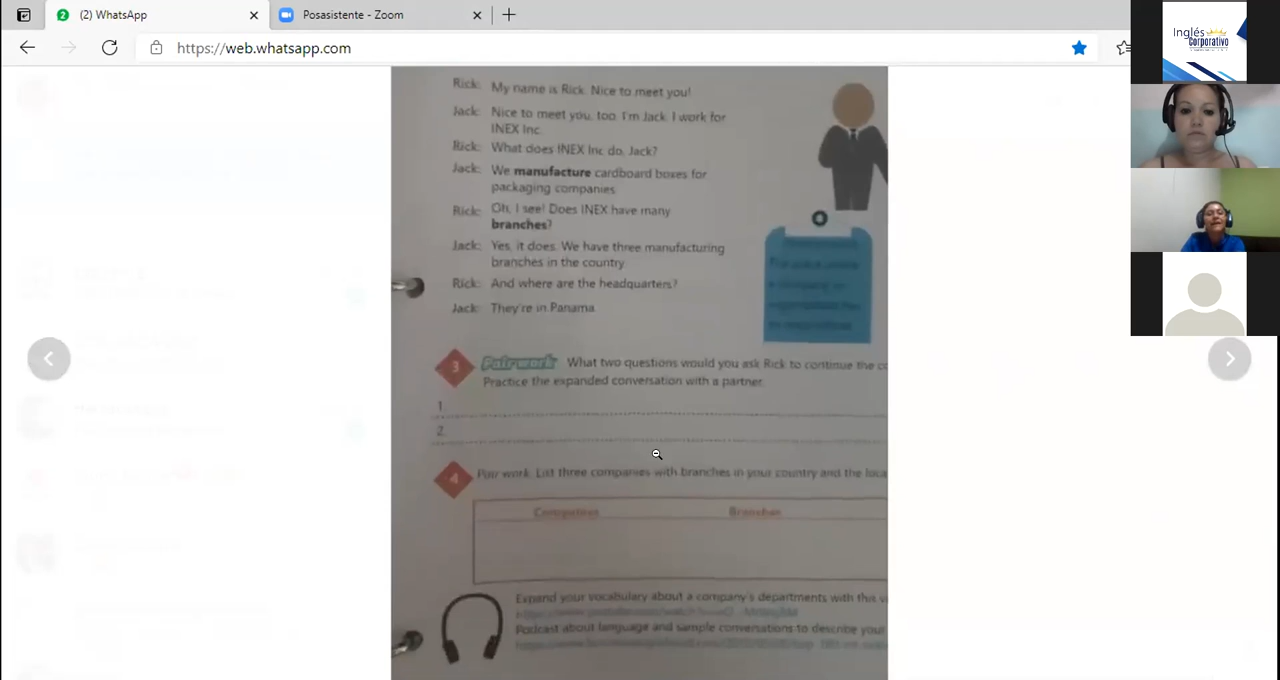 (2) WhatsApp
Posasistente - Zoom
https://web.whatsapp.com
Inglés
Corporativo
Rick: My name is Rick. Nice to meet you!
Jack: Nice to meet you, too. I'm Jack. I work for
INEX Inc.
Rick: What does INEX Inc do, Jack?
Jack: We manufacture cardboard boxes for
packaging companies.
Rick: Oh, I see! Does INEX have many
branches?
Jack: Yes, it does. We have three manufacturing
branches in the country.
Rick: And where are the headquarters?
Jack: They're in Panama.
3 Pair work What two questions would you ask Rick to continue the co
Practice the expanded conversation with a partner.
1.
2.
4 Pair work. List three companies with branches in your country and the loca
Companies Branches
Expand your vocabulary about a company's departments with this v
Podcast about language and sample conversations to describe your